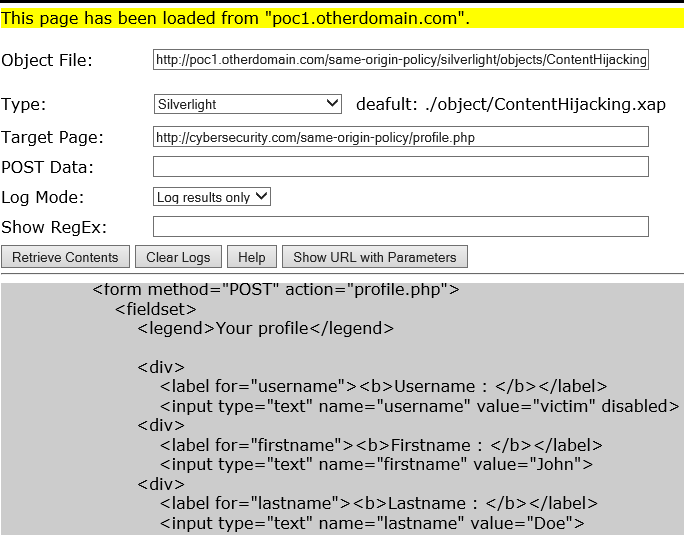 This page has been loaded from "poc1.otherdomain.com".
Object File: http://poc1.otherdomain.com/same-origin-policy/silverlight/objects/ContentHijacking
Type: Silverlight deafult: ./object/ContentHijacking.xap
Target Page: http://cybersecurity.com/same-origin-policy/profile.php
POST Data:
Log Mode: Log results only
Show RegEx:
Retrieve Contents Clear Logs Help Show URL with Parameters
<form method="POST" action="profile.php">
<fieldset>
<legend>Your profile</legend>
<div>
<label for="username"><b>Username : </b></label>
<input type="text" name="username" value="victim" disabled>
<div>
<label for="firstname"><b>Firstname : </b></label>
<input type="text" name="firstname" value="John">
<div>
<label for="lastname"><b>Lastname : </b></label>
<input type="text" name="lastname" value="Doe">